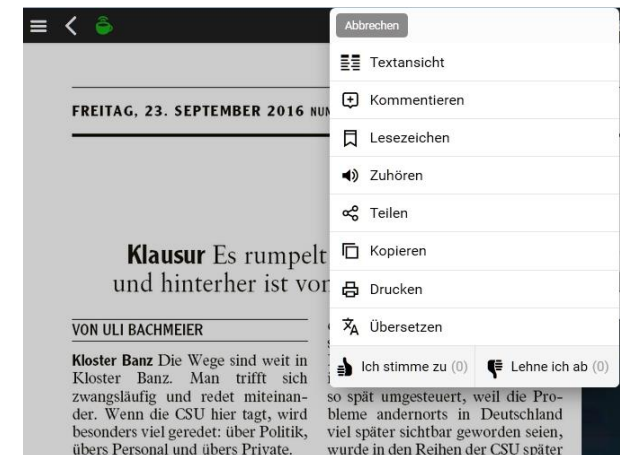 Abbrechen
Textansicht
Kommentieren
Lesezeichen
Zuhören
Teilen
Kopieren
Drucken
Übersetzen
Ich stimme zu (0)
Lehne ich ab (0)
FREITAG, 23. SEPTEMBER 2016
Klausur Es rumpelt
und hinterher ist
VON ULI BACHMEIER
Kloster Banz Die Wege sind weit in
Kloster Banz. Man trifft sich
zwangsläufig und redet miteinan-
der. Wenn die CSU hier tagt, wird
besonders viel geredet: über Politik,
übers Personal und übers Private.
so spät umgesteuert, weil die Pro-
bleme andernorts in Deutschland
viel später sichtbar geworden seien,
wurde in den Reihen der CSU später